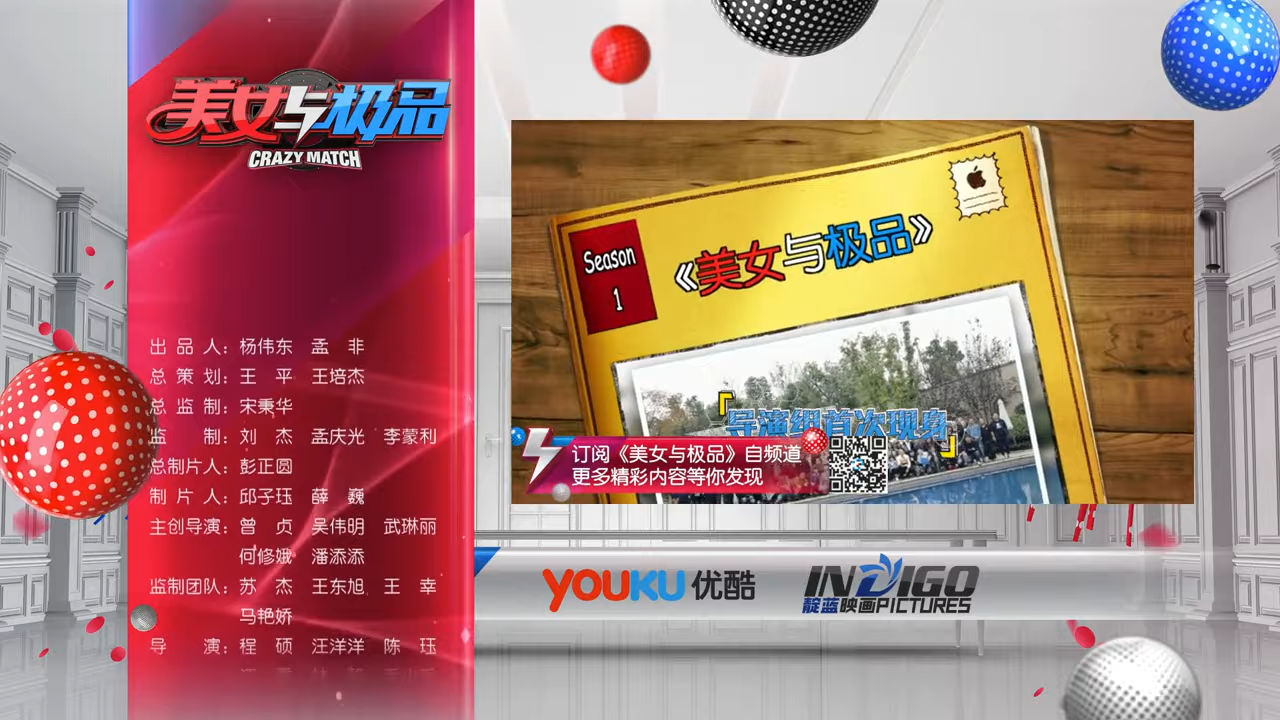 美女与极品
CRAZY MATCH
出 品 人：杨伟东 孟 非
总 策 划：王 平 王培杰
总 监 制：宋秉华
监 制：刘 杰 孟庆光 李蒙利
总制片人：彭正圆
制 片 人：邱子珏 薛 巍
主创导演：曾 贞 吴伟明 武琳丽
何修娥 潘添添
监制团队：苏 杰 王东旭 王 幸
马艳娇
导 演：程 硕 汪洋洋 陈 珏
Season
1
《美女与极品》
「导演组首次现身」
订阅《美女与极品》自频道
更多精彩内容等你发现
YOUKU 优酷
INDIGO
靛蓝映画PICTURES